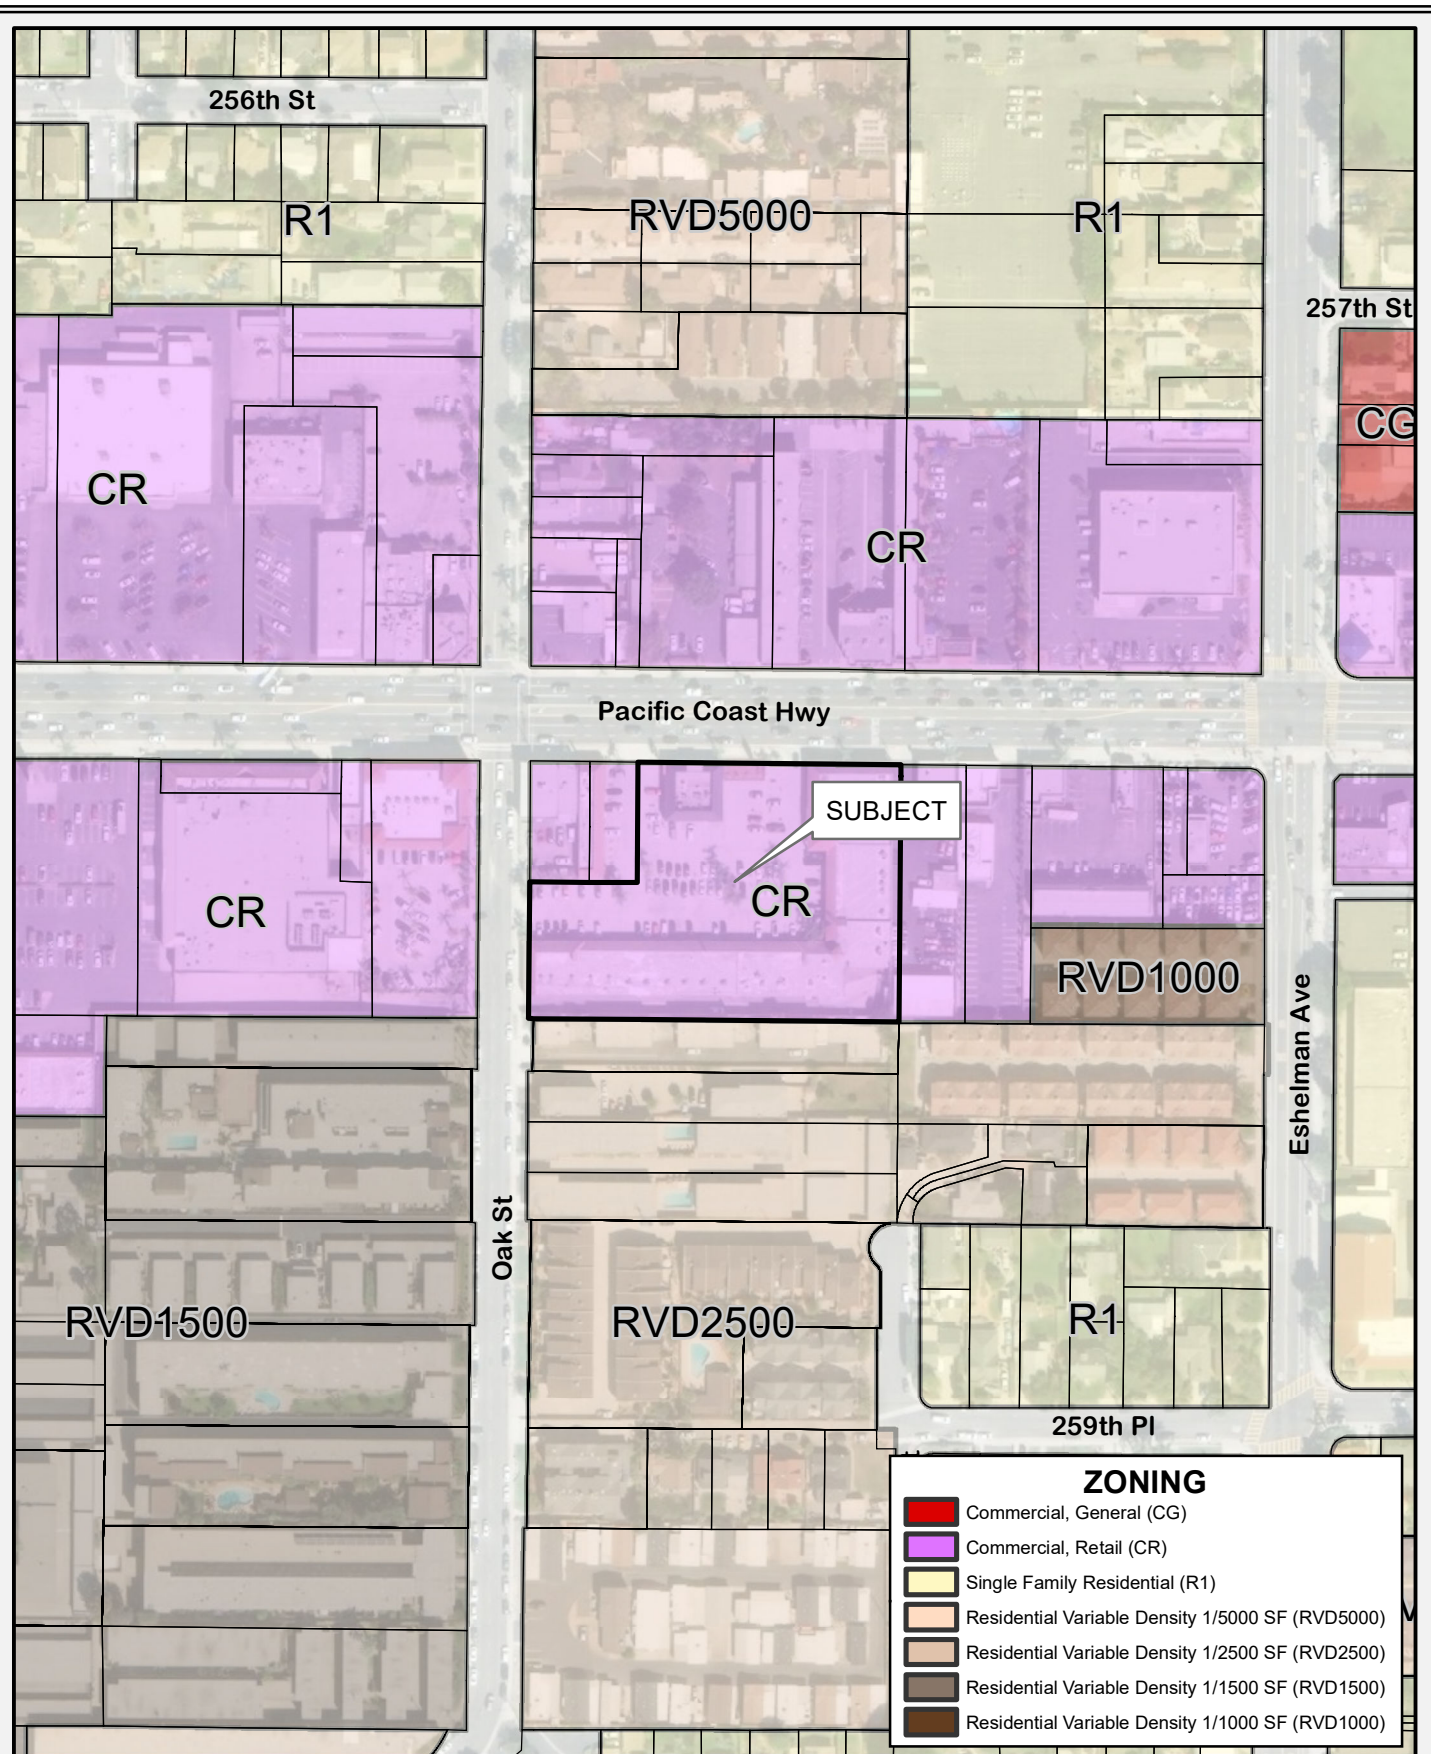 256th St
R1
RVD5000
R1
257th St
CG
CR
CR
Pacific Coast Hwy
SUBJECT
CR
CR
RVD1000
Eshelman Ave
Oak St
RVD1500
RVD2500
R1
259th Pl
ZONING
Commercial, General (CG)
Commercial, Retail (CR)
Single Family Residential (R1)
Residential Variable Density 1/5000 SF (RVD5000)
Residential Variable Density 1/2500 SF (RVD2500)
Residential Variable Density 1/1500 SF (RVD1500)
Residential Variable Density 1/1000 SF (RVD1000)